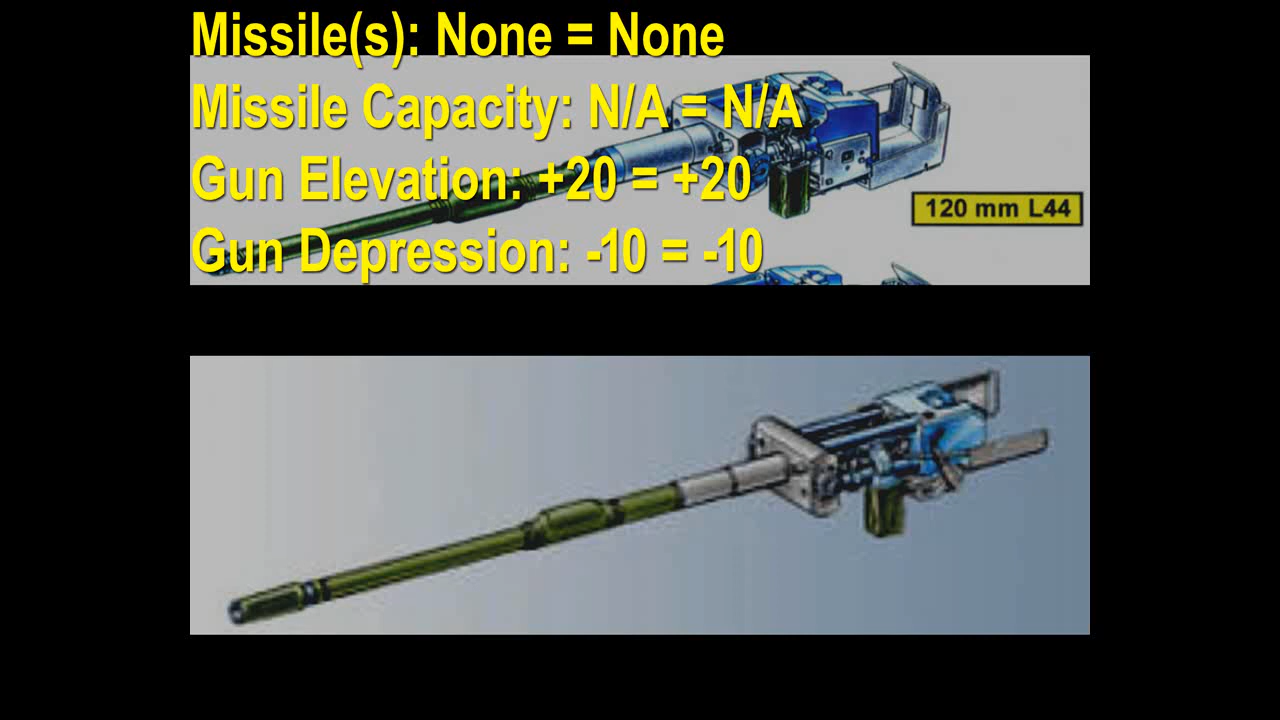 Missile(s): None = None
Missile Capacity: N/A = N/A
Gun Elevation: +20 = +20
120 mm L44
Gun Depression: -10 = -10